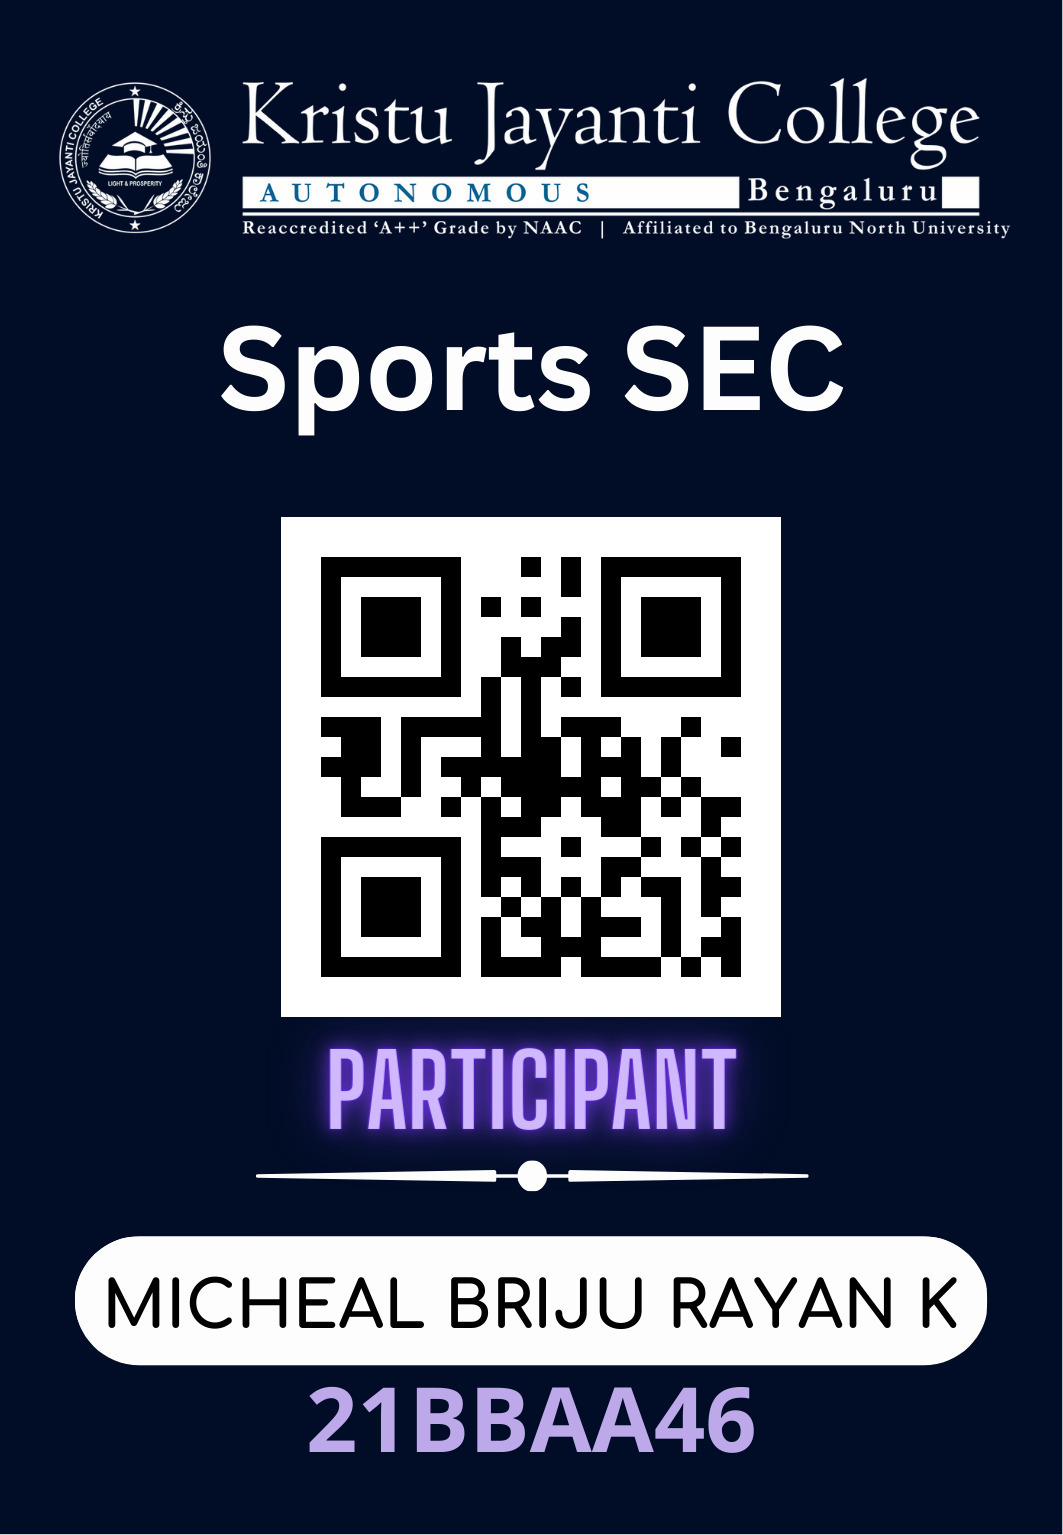 Kristu Jayanti College
AUTONOMOUS Bengaluru
Reaccredited ‘A++’ Grade by NAAC | Affiliated to Bengaluru North University
KRISTU JAYANTI COLLEGE
LIGHT & PROSPERITY
Sports SEC
PARTICIPANT
MICHEAL BRIJU RAYAN K
21BBAA46